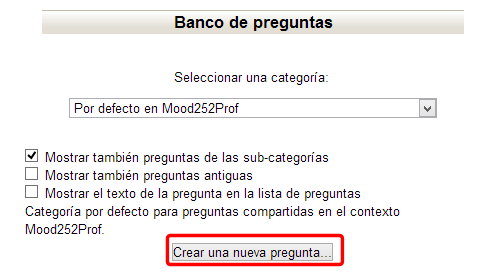 Banco de preguntas
Seleccionar una categoría:
Por defecto en Mood252Prof
Mostrar también preguntas de las sub-categorías
Mostrar también preguntas antiguas
Mostrar el texto de la pregunta en la lista de preguntas
Categoría por defecto para preguntas compartidas en el contexto
Mood252Prof.
Crear una nueva pregunta...